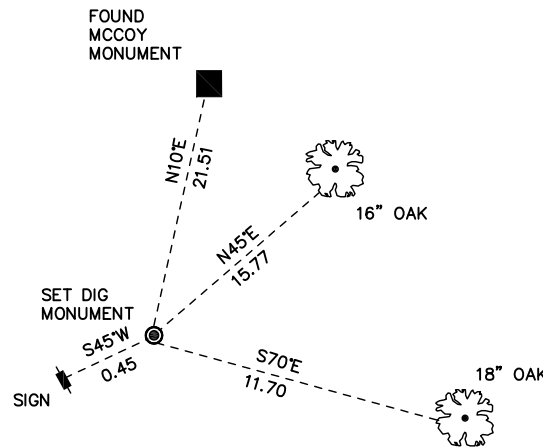 FOUND
MCCOY
MONUMENT
N10°E
21.51
16" OAK
N45°E
15.77
SET DIG
MONUMENT
S45°W
0.45
SIGN
S70°E
11.70
18" OAK